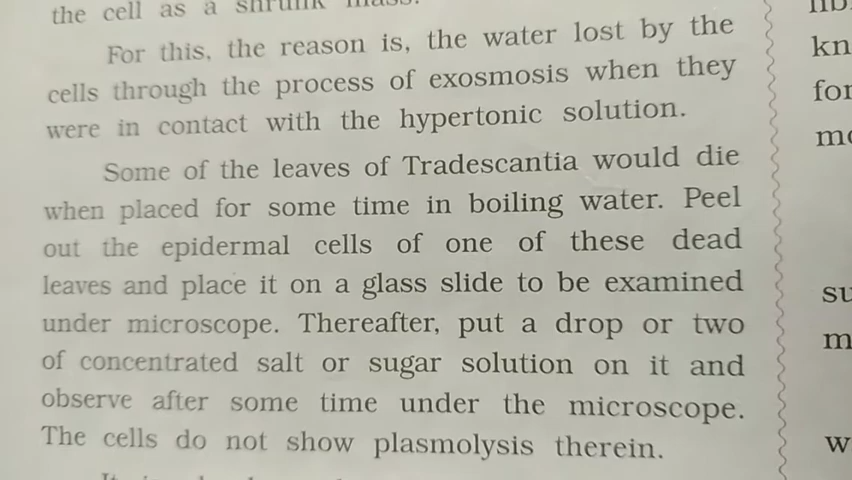 the cell as a shrunk mass.
For this, the reason is, the water lost by the
cells through the process of exosmosis when they
were in contact with the hypertonic solution.
Some of the leaves of Tradescantia would die
when placed for some time in boiling water. Peel
out the epidermal cells of one of these dead
leaves and place it on a glass slide to be examined
under microscope. Thereafter, put a drop or two
of concentrated salt or sugar solution on it and
observe after some time under the microscope.
The cells do not show plasmolysis therein.
kn
for
su
m
w